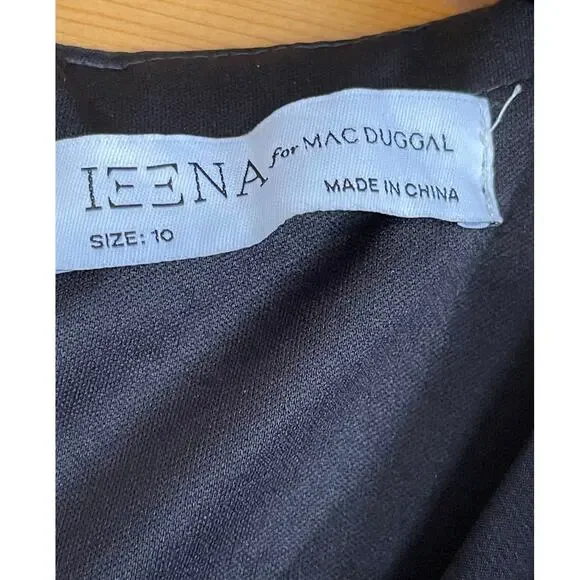 IEENA for MAC DUGGAL
MADE IN CHINA
SIZE: 10